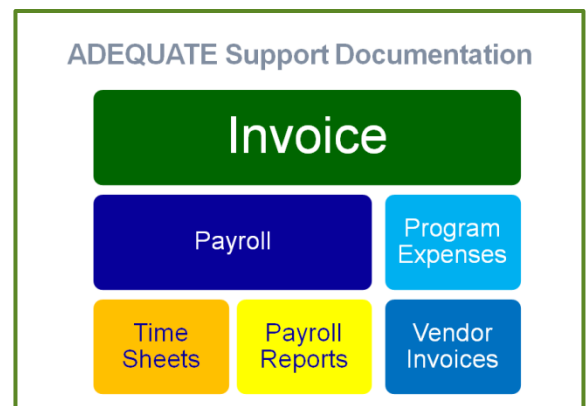 ADEQUATE Support Documentation
Invoice
Payroll
Program
Expenses
Time
Sheets
Payroll
Reports
Vendor
Invoices